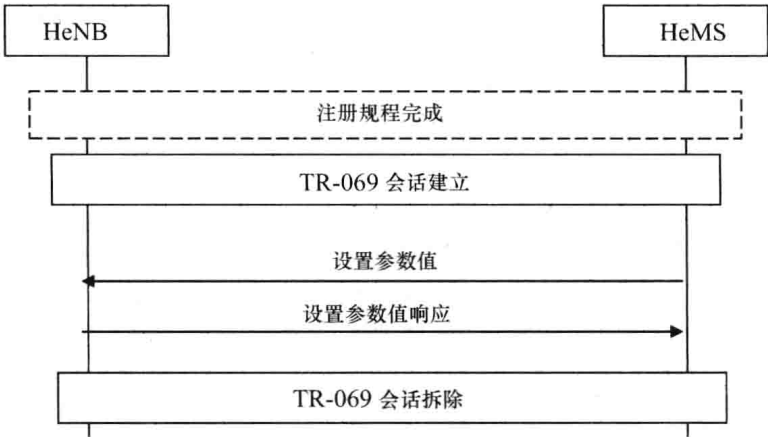 HeNB
HeMS
注册规程完成
TR-069 会话建立
设置参数值
设置参数值响应
TR-069 会话拆除